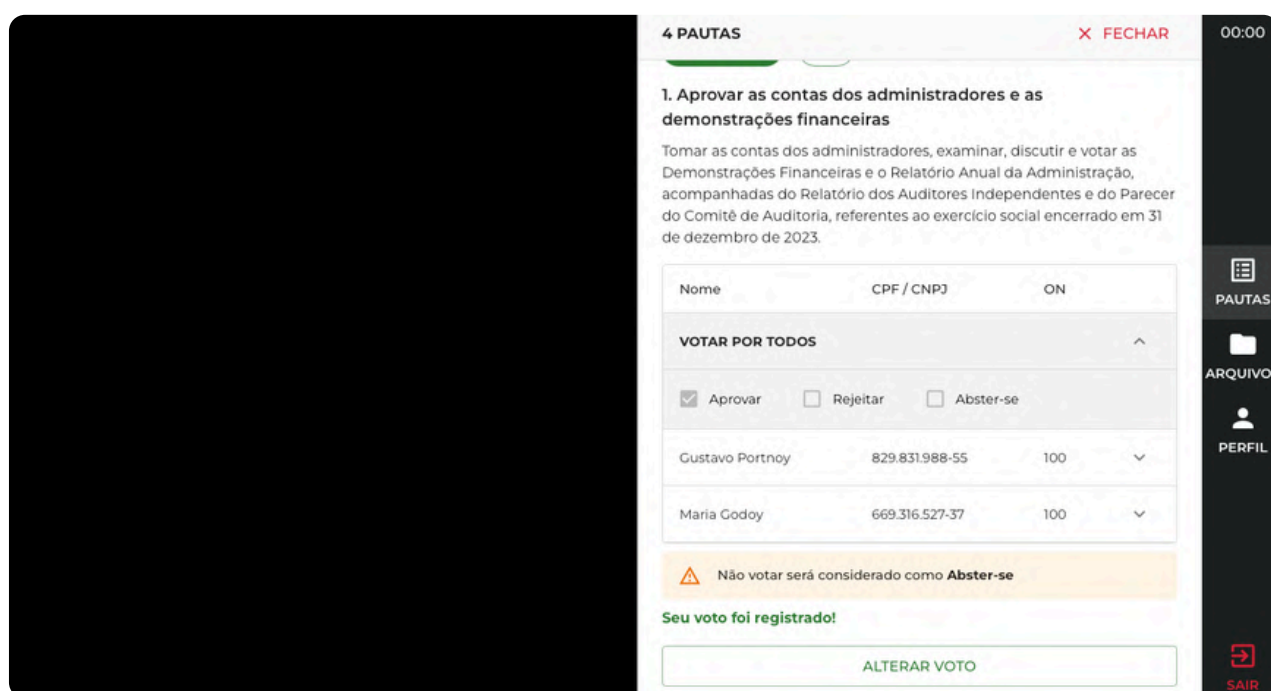 4 PAUTAS
FECHAR
00:00
1. Aprovar as contas dos administradores e as
demonstrações financeiras
Tomar as contas dos administradores, examinar, discutir e votar as
Demonstrações Financeiras e o Relatório Anual da Administração,
acompanhadas do Relatório dos Auditores Independentes e do Parecer
do Comitê de Auditoria, referentes ao exercício social encerrado em 31
de dezembro de 2023.
Nome CPF / CNPJ ON
VOTAR POR TODOS
Aprovar Rejeitar Abster-se
Gustavo Portnoy 829.831.988-55 100
Maria Godoy 669.316.527-37 100
Não votar será considerado como Abster-se
Seu voto foi registrado!
ALTERAR VOTO
PAUTAS
ARQUIVO
PERFIL
SAIR